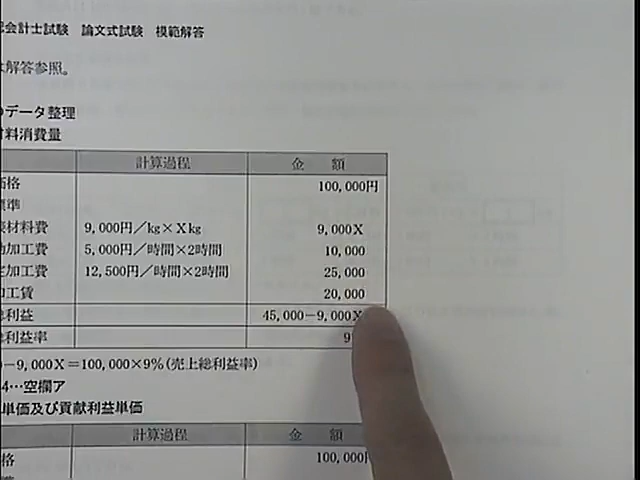 会計士試験 論文式試験 模範解答
解答参照。
のデータ整理
材料消費量
計算過程 金 額
価格 100,000円
標準
材料費 9,000円／kg×Xkg 9,000X
加工費 5,000円／時間×2時間 10,000
加工費 12,500円／時間×2時間 25,000
加工賃 20,000
利益 45,000−9,000X
利益率 9
−9,000X＝100,000×9％(売上総利益率)
4…空欄ア
単価及び貢献利益単価
計算過程 金 額
格 100,000円